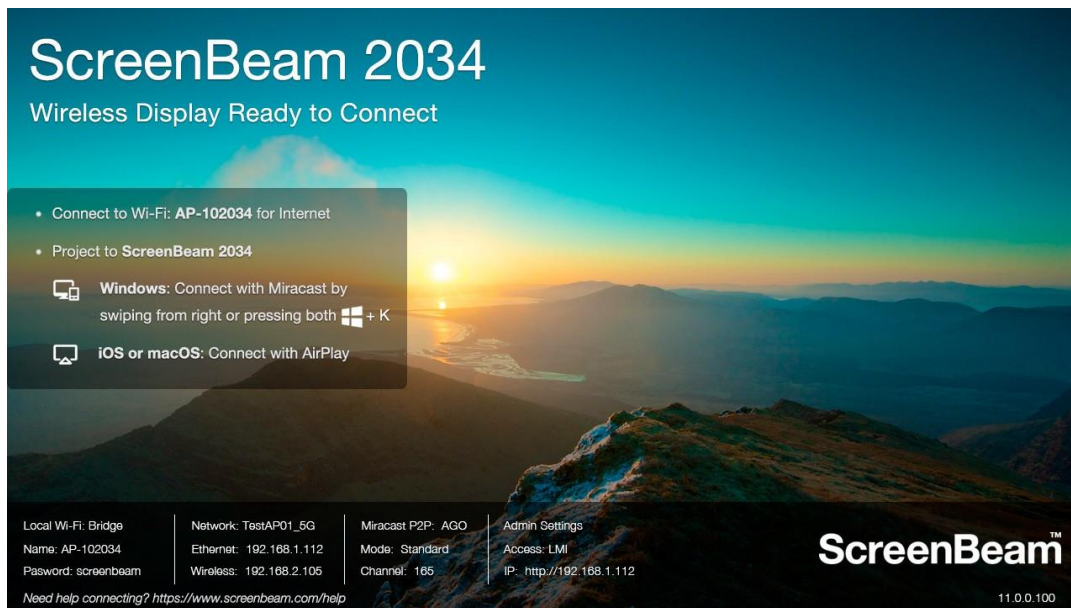 ScreenBeam 2034
Wireless Display Ready to Connect
• Connect to Wi-Fi: AP-102034 for Internet
• Project to ScreenBeam 2034
Windows: Connect with Miracast by
swiping from right or pressing both + K
iOS or macOS: Connect with AirPlay
Local Wi-Fi: Bridge
Name: AP-102034
Pasword: screenbeam
Network: TestAP01_5G
Ethernet: 192.168.1.112
Wireless: 192.168.2.105
Miracast P2P: AGO
Mode: Standard
Channel: 165
Admin Settings
Access: LMI
IP: http://192.168.1.112
ScreenBeam™
Need help connecting? https://www.screenbeam.com/help
11.0.0.100